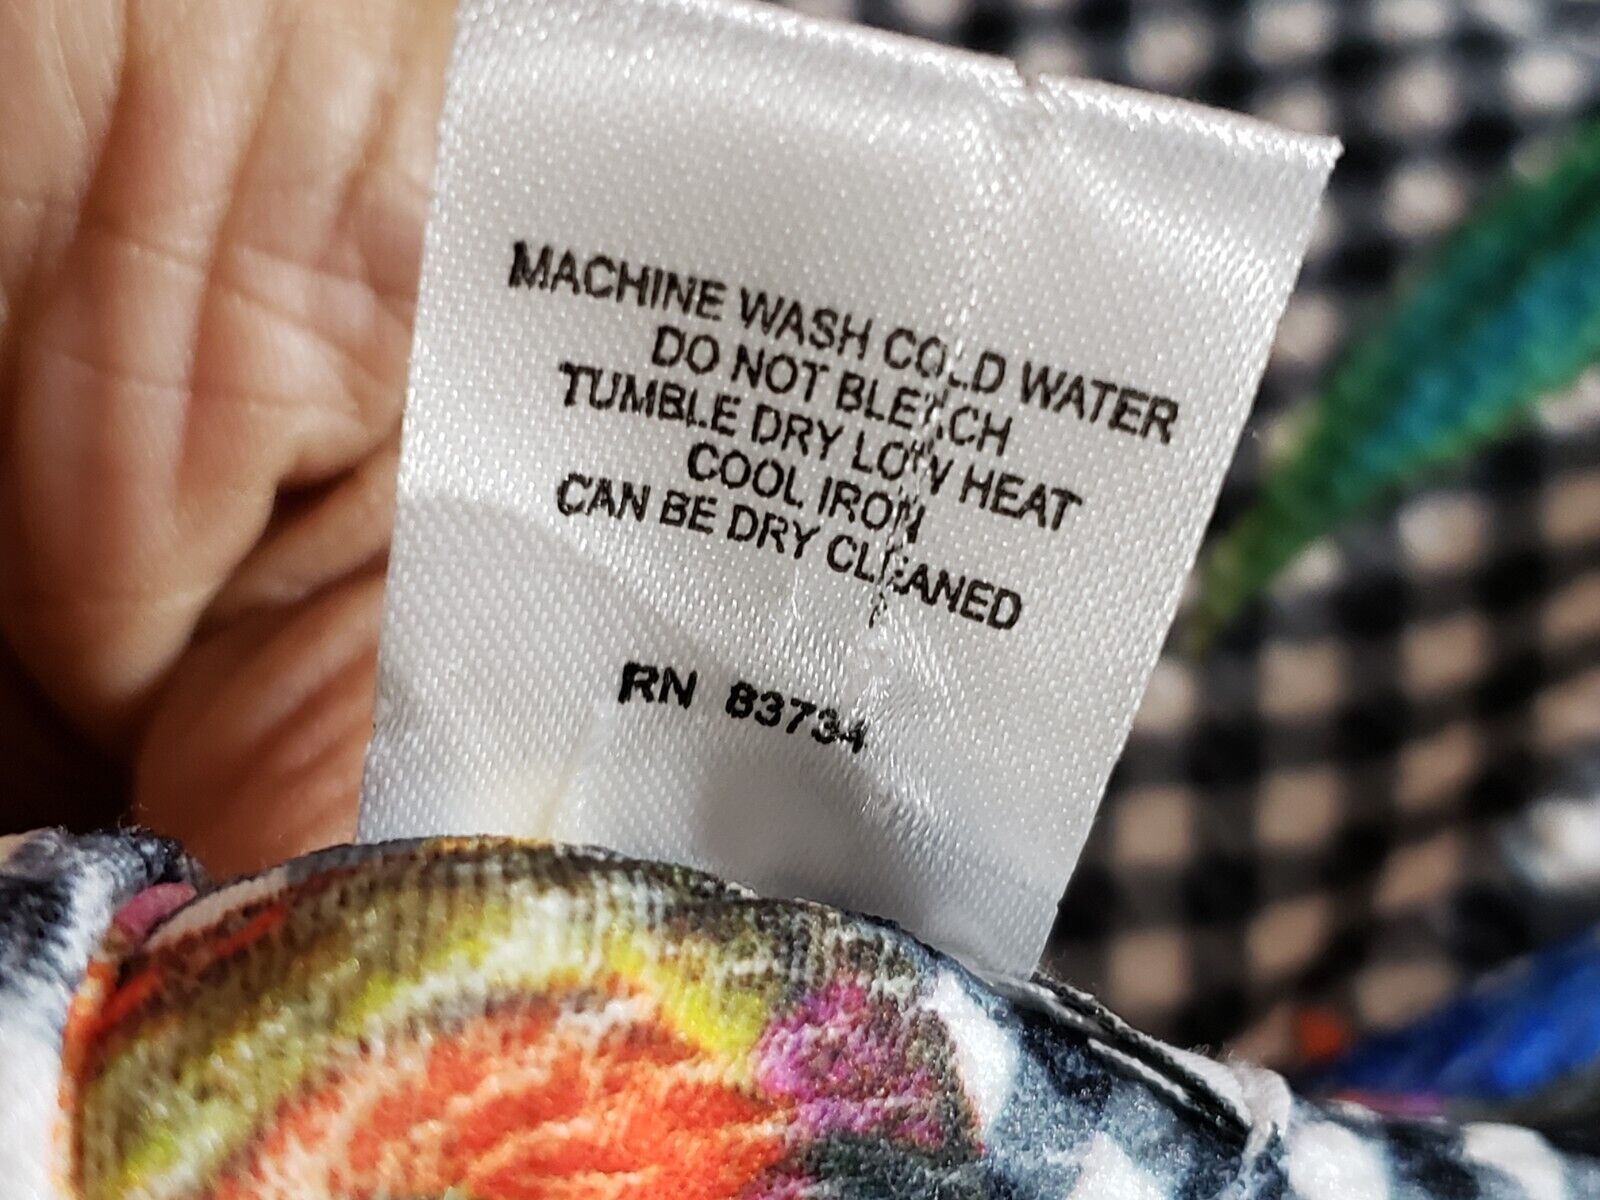 MACHINE WASH COLD WATER
DO NOT BLEACH
TUMBLE DRY LOW HEAT
COOL IRON
CAN BE DRY CLEANED
RN 83734